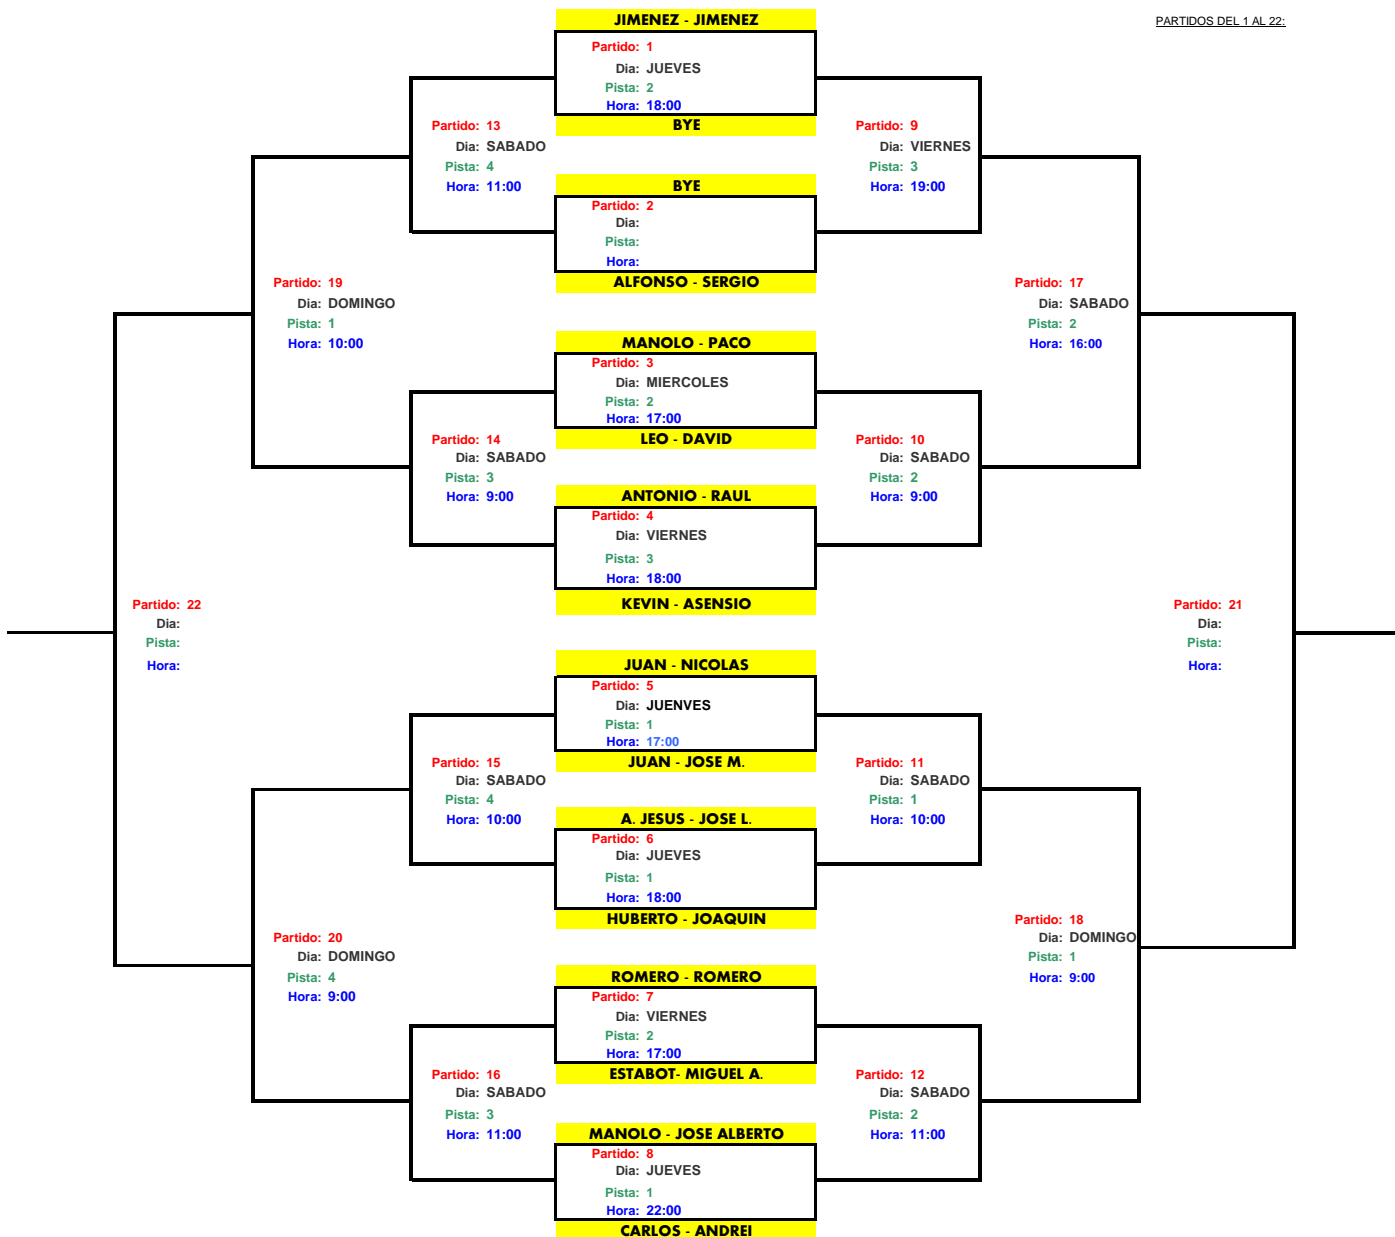 PARTIDOS DEL 1 AL 22:
JIMENEZ - JIMENEZ
Partido: 1
Dia: JUEVES
Pista: 2
Hora: 18:00
BYE
Partido: 13
Dia: SABADO
Pista: 4
Hora: 11:00
Partido: 9
Dia: VIERNES
Pista: 3
Hora: 19:00
BYE
Partido: 2
Dia:
Pista:
Hora:
ALFONSO - SERGIO
Partido: 19
Dia: DOMINGO
Pista: 1
Hora: 10:00
Partido: 17
Dia: SABADO
Pista: 2
Hora: 16:00
MANOLO - PACO
Partido: 3
Dia: MIERCOLES
Pista: 2
Hora: 17:00
LEO - DAVID
Partido: 14
Dia: SABADO
Pista: 3
Hora: 9:00
Partido: 10
Dia: SABADO
Pista: 2
Hora: 9:00
ANTONIO - RAUL
Partido: 4
Dia: VIERNES
Pista: 3
Hora: 18:00
KEVIN - ASENSIO
Partido: 22
Dia:
Pista:
Hora:
Partido: 21
Dia:
Pista:
Hora:
JUAN - NICOLAS
Partido: 5
Dia: JUENVES
Pista: 1
Hora: 17:00
JUAN - JOSE M.
Partido: 15
Dia: SABADO
Pista: 4
Hora: 10:00
Partido: 11
Dia: SABADO
Pista: 1
Hora: 10:00
A. JESUS - JOSE L.
Partido: 6
Dia: JUEVES
Pista: 1
Hora: 18:00
HUBERTO - JOAQUIN
Partido: 20
Dia: DOMINGO
Pista: 4
Hora: 9:00
Partido: 18
Dia: DOMINGO
Pista: 1
Hora: 9:00
ROMERO - ROMERO
Partido: 7
Dia: VIERNES
Pista: 2
Hora: 17:00
ESTABOT- MIGUEL A.
Partido: 16
Dia: SABADO
Pista: 3
Hora: 11:00
Partido: 12
Dia: SABADO
Pista: 2
Hora: 11:00
MANOLO - JOSE ALBERTO
Partido: 8
Dia: JUEVES
Pista: 1
Hora: 22:00
CARLOS - ANDREI